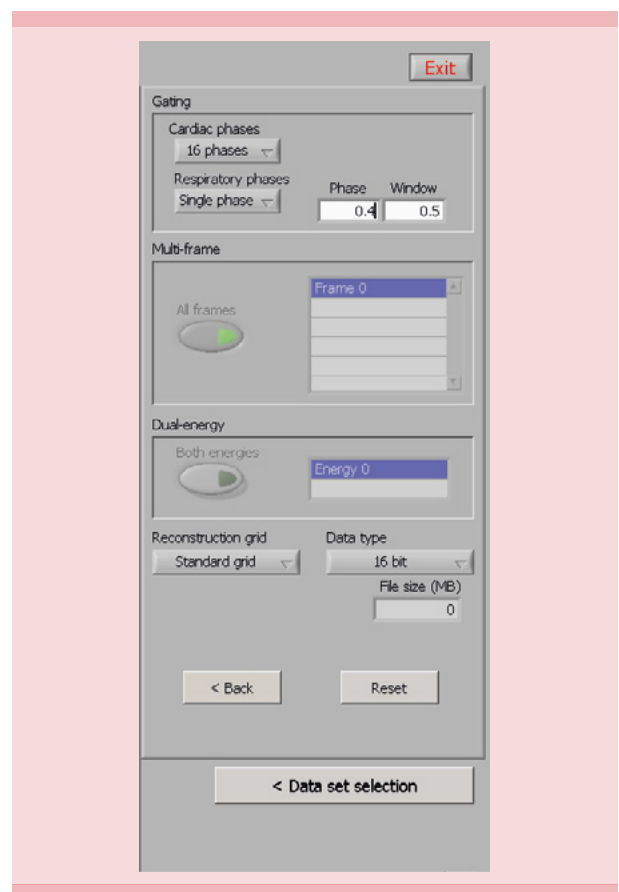 Exit
Gating
Cardiac phases
16 phases
Respiratory phases
Single phase
Phase Window
0.4 0.5
Multi-frame
All frames
Frame 0
Dual-energy
Both energies
Energy 0
Reconstruction grid
Standard grid
Data type
16 bit
File size (MB)
0
< Back
Reset
< Data set selection